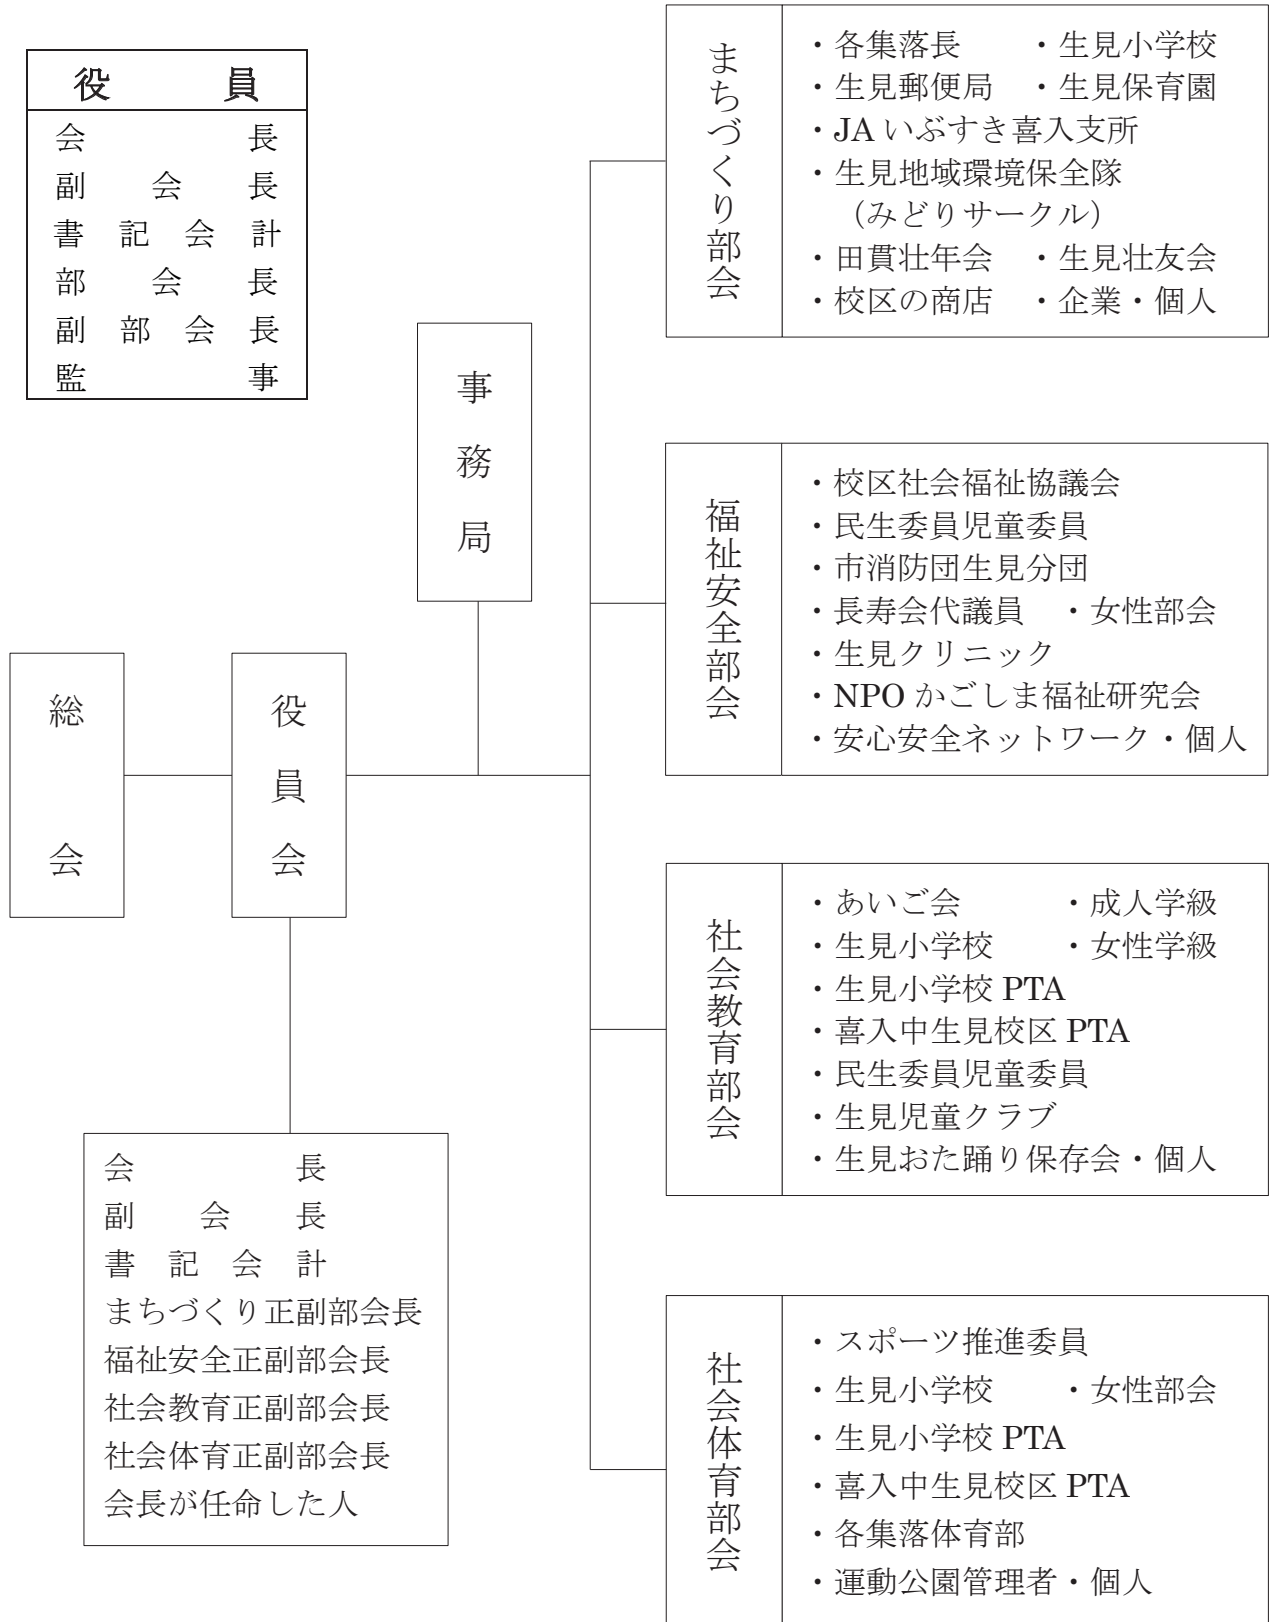 役員
会長
副会長
書記会計
部会長
副部会長
監事
総会
役員会
事務局
会長
副会長
書記会計
まちづくり正副部会長
福祉安全正副部会長
社会教育正副部会長
社会体育正副部会長
会長が任命した人
まちづくり部会
・各集落長 ・生見小学校
・生見郵便局 ・生見保育園
・JAいぶすき喜入支所
・生見地域環境保全隊
（みどりサークル）
・田貫壮年会 ・生見壮友会
・校区の商店 ・企業・個人
福祉安全部会
・校区社会福祉協議会
・民生委員児童委員
・市消防団生見分団
・長寿会代議員 ・女性部会
・生見クリニック
・NPOかごしま福祉研究会
・安心安全ネットワーク・個人
社会教育部会
・あいご会 ・成人学級
・生見小学校 ・女性学級
・生見小学校PTA
・喜入中生見校区PTA
・民生委員児童委員
・生見児童クラブ
・生見おた踊り保存会・個人
社会体育部会
・スポーツ推進委員
・生見小学校 ・女性部会
・生見小学校PTA
・喜入中生見校区PTA
・各集落体育部
・運動公園管理者・個人